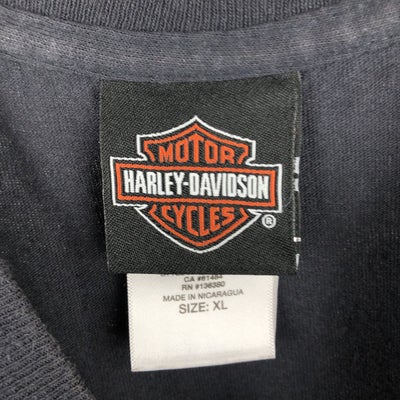 MOTOR
HARLEY-DAVIDSON
CYCLES
®
CA #61484
RN #136380
MADE IN NICARAGUA
SIZE: XL